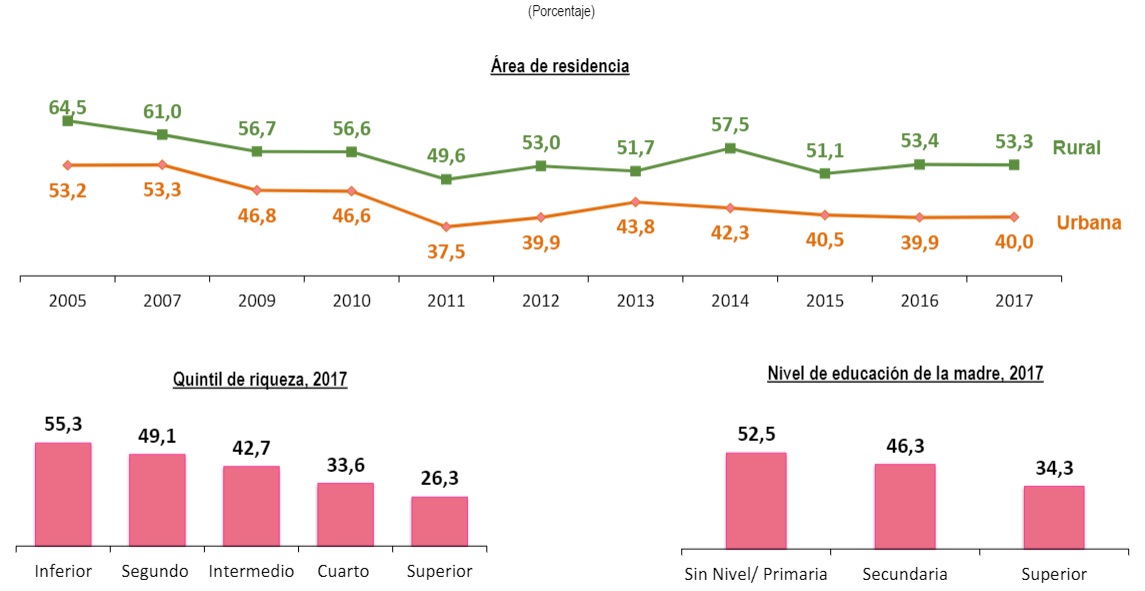 (Porcentaje)
Área de residencia
64,5 61,0 56,7 56,6 49,6 53,0 51,7 57,5 51,1 53,4 53,3 Rural
53,2 53,3 46,8 46,6 37,5 39,9 43,8 42,3 40,5 39,9 40,0 Urbana
2005 2007 2009 2010 2011 2012 2013 2014 2015 2016 2017
Quintil de riqueza, 2017
55,3 49,1 42,7 33,6 26,3
Inferior Segundo Intermedio Cuarto Superior
Nivel de educación de la madre, 2017
52,5 46,3 34,3
Sin Nivel/ Primaria Secundaria Superior